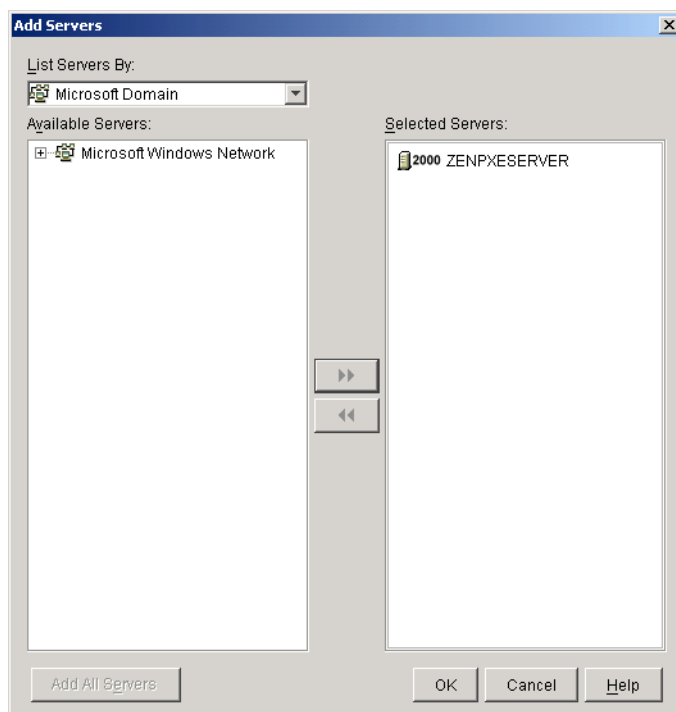 Add Servers
List Servers By:
Microsoft Domain
Available Servers:
Selected Servers:
Microsoft Windows Network
2000 ZENPXESERVER
Add All Servers
OK
Cancel
Help